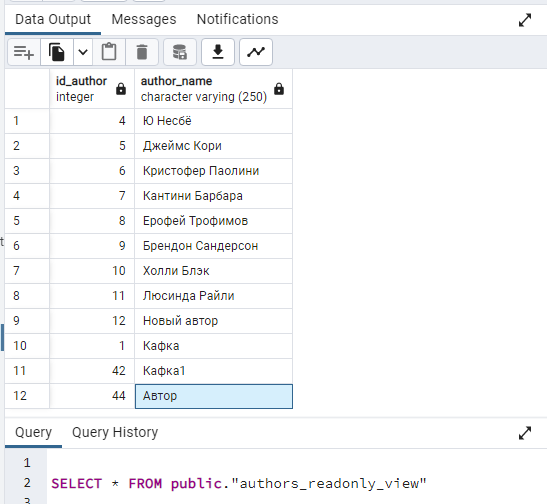 Data Output Messages Notifications
id_author author_name
integer character varying (250)
1 4 Ю Несбё
2 5 Джеймс Кори
3 6 Кристофер Паолини
4 7 Кантини Барбара
5 8 Ерофей Трофимов
6 9 Брендон Сандерсон
7 10 Холли Блэк
8 11 Люсинда Райли
9 12 Новый автор
10 1 Кафка
11 42 Кафка1
12 44 Автор
Query Query History
1
2 SELECT * FROM public."authors_readonly_view"
3